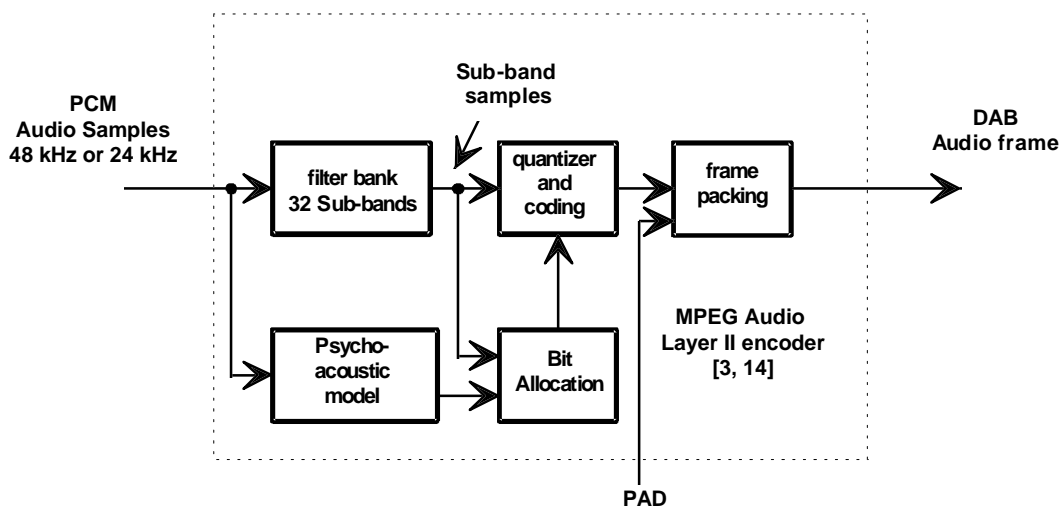 Sub-band
samples
PCM
Audio Samples
48 kHz or 24 kHz
DAB
Audio frame
filter bank
32 Sub-bands
quantizer
and
coding
frame
packing
Psycho-
acoustic
model
Bit
Allocation
MPEG Audio
Layer II encoder
[3, 14]
PAD